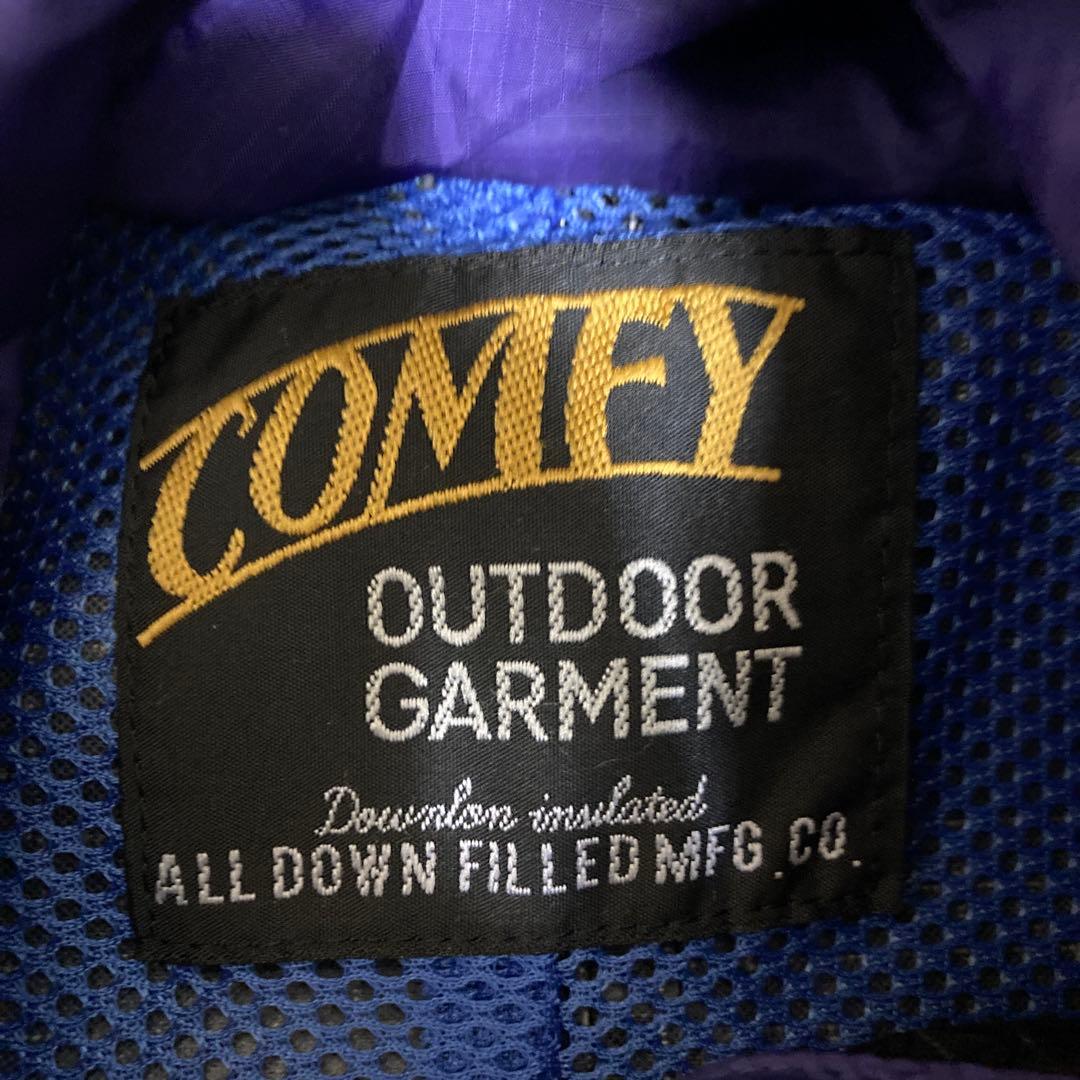 COMFY
OUTDOOR
GARMENT
Downlon insulated
ALL DOWN FILLED MFG. CO.